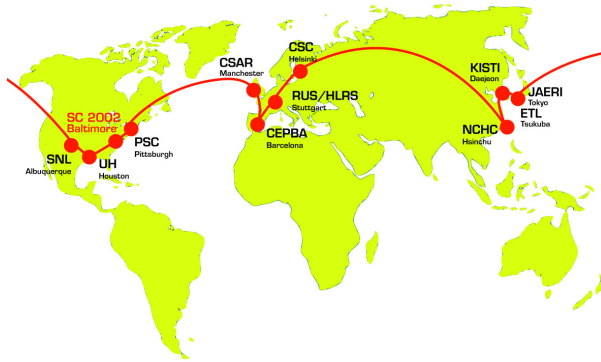 CSC
Helsinki
CSAR
Manchester
KISTI
Daejeon
RUS/HLRS
Stuttgart
JAERI
Tokyo
SC 2002
Baltimore
ETL
Tsukuba
CEPBA
Barcelona
NCHC
Hsinchu
PSC
Pittsburgh
SNL
Albuquerque
UH
Houston